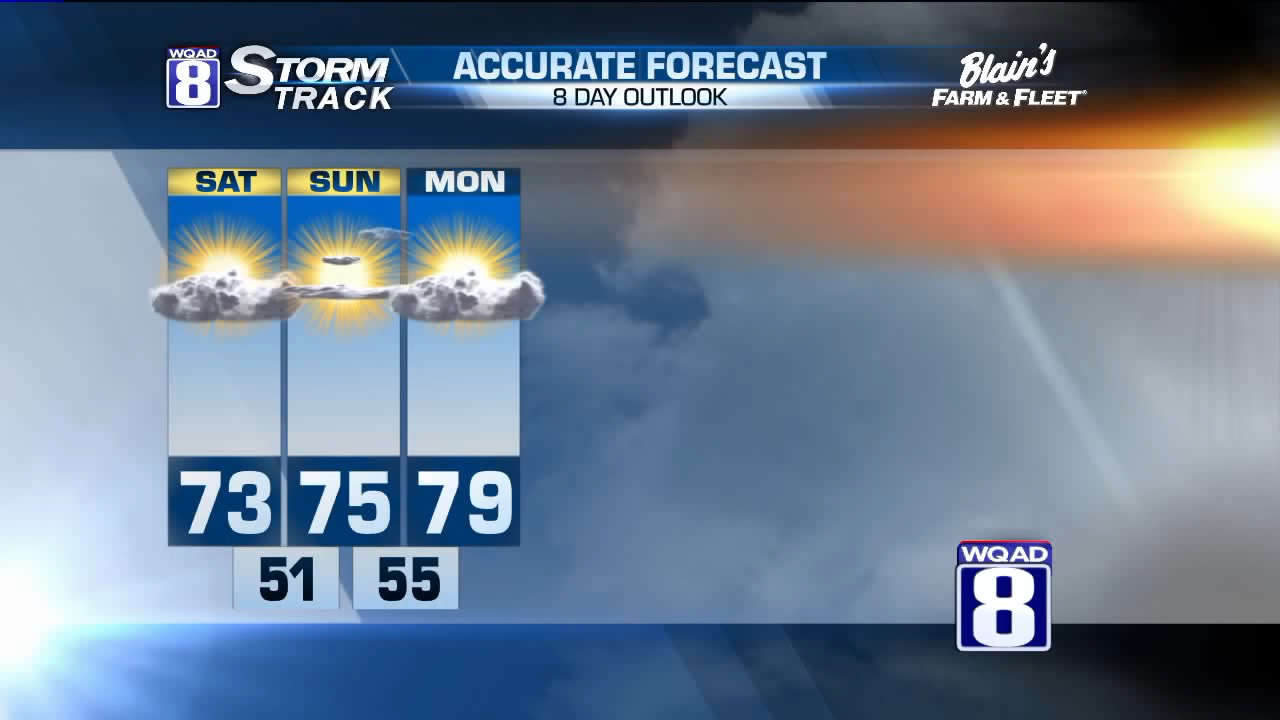 WQAD
8
STORM
TRACK
ACCURATE FORECAST
8 DAY OUTLOOK
Blain's
FARM & FLEET®
SAT SUN MON
73 75 79
51 55
WQAD
8